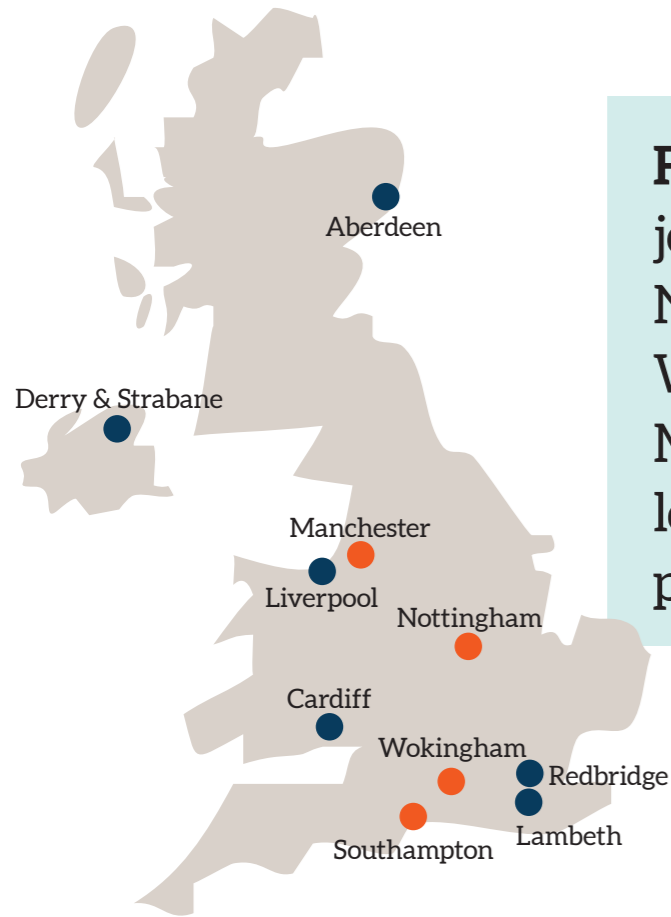 Aberdeen
Derry & Strabane
Manchester
Liverpool
Nottingham
Cardiff
Wokingham
Redbridge
Lambeth
Southampton